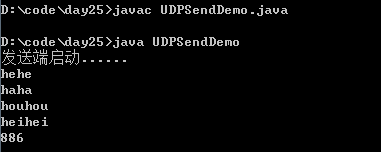 D:\code\day25>javac UDPSendDemo.java
D:\code\day25>java UDPSendDemo
发送端启动......
hehe
haha
houhou
heihei
886